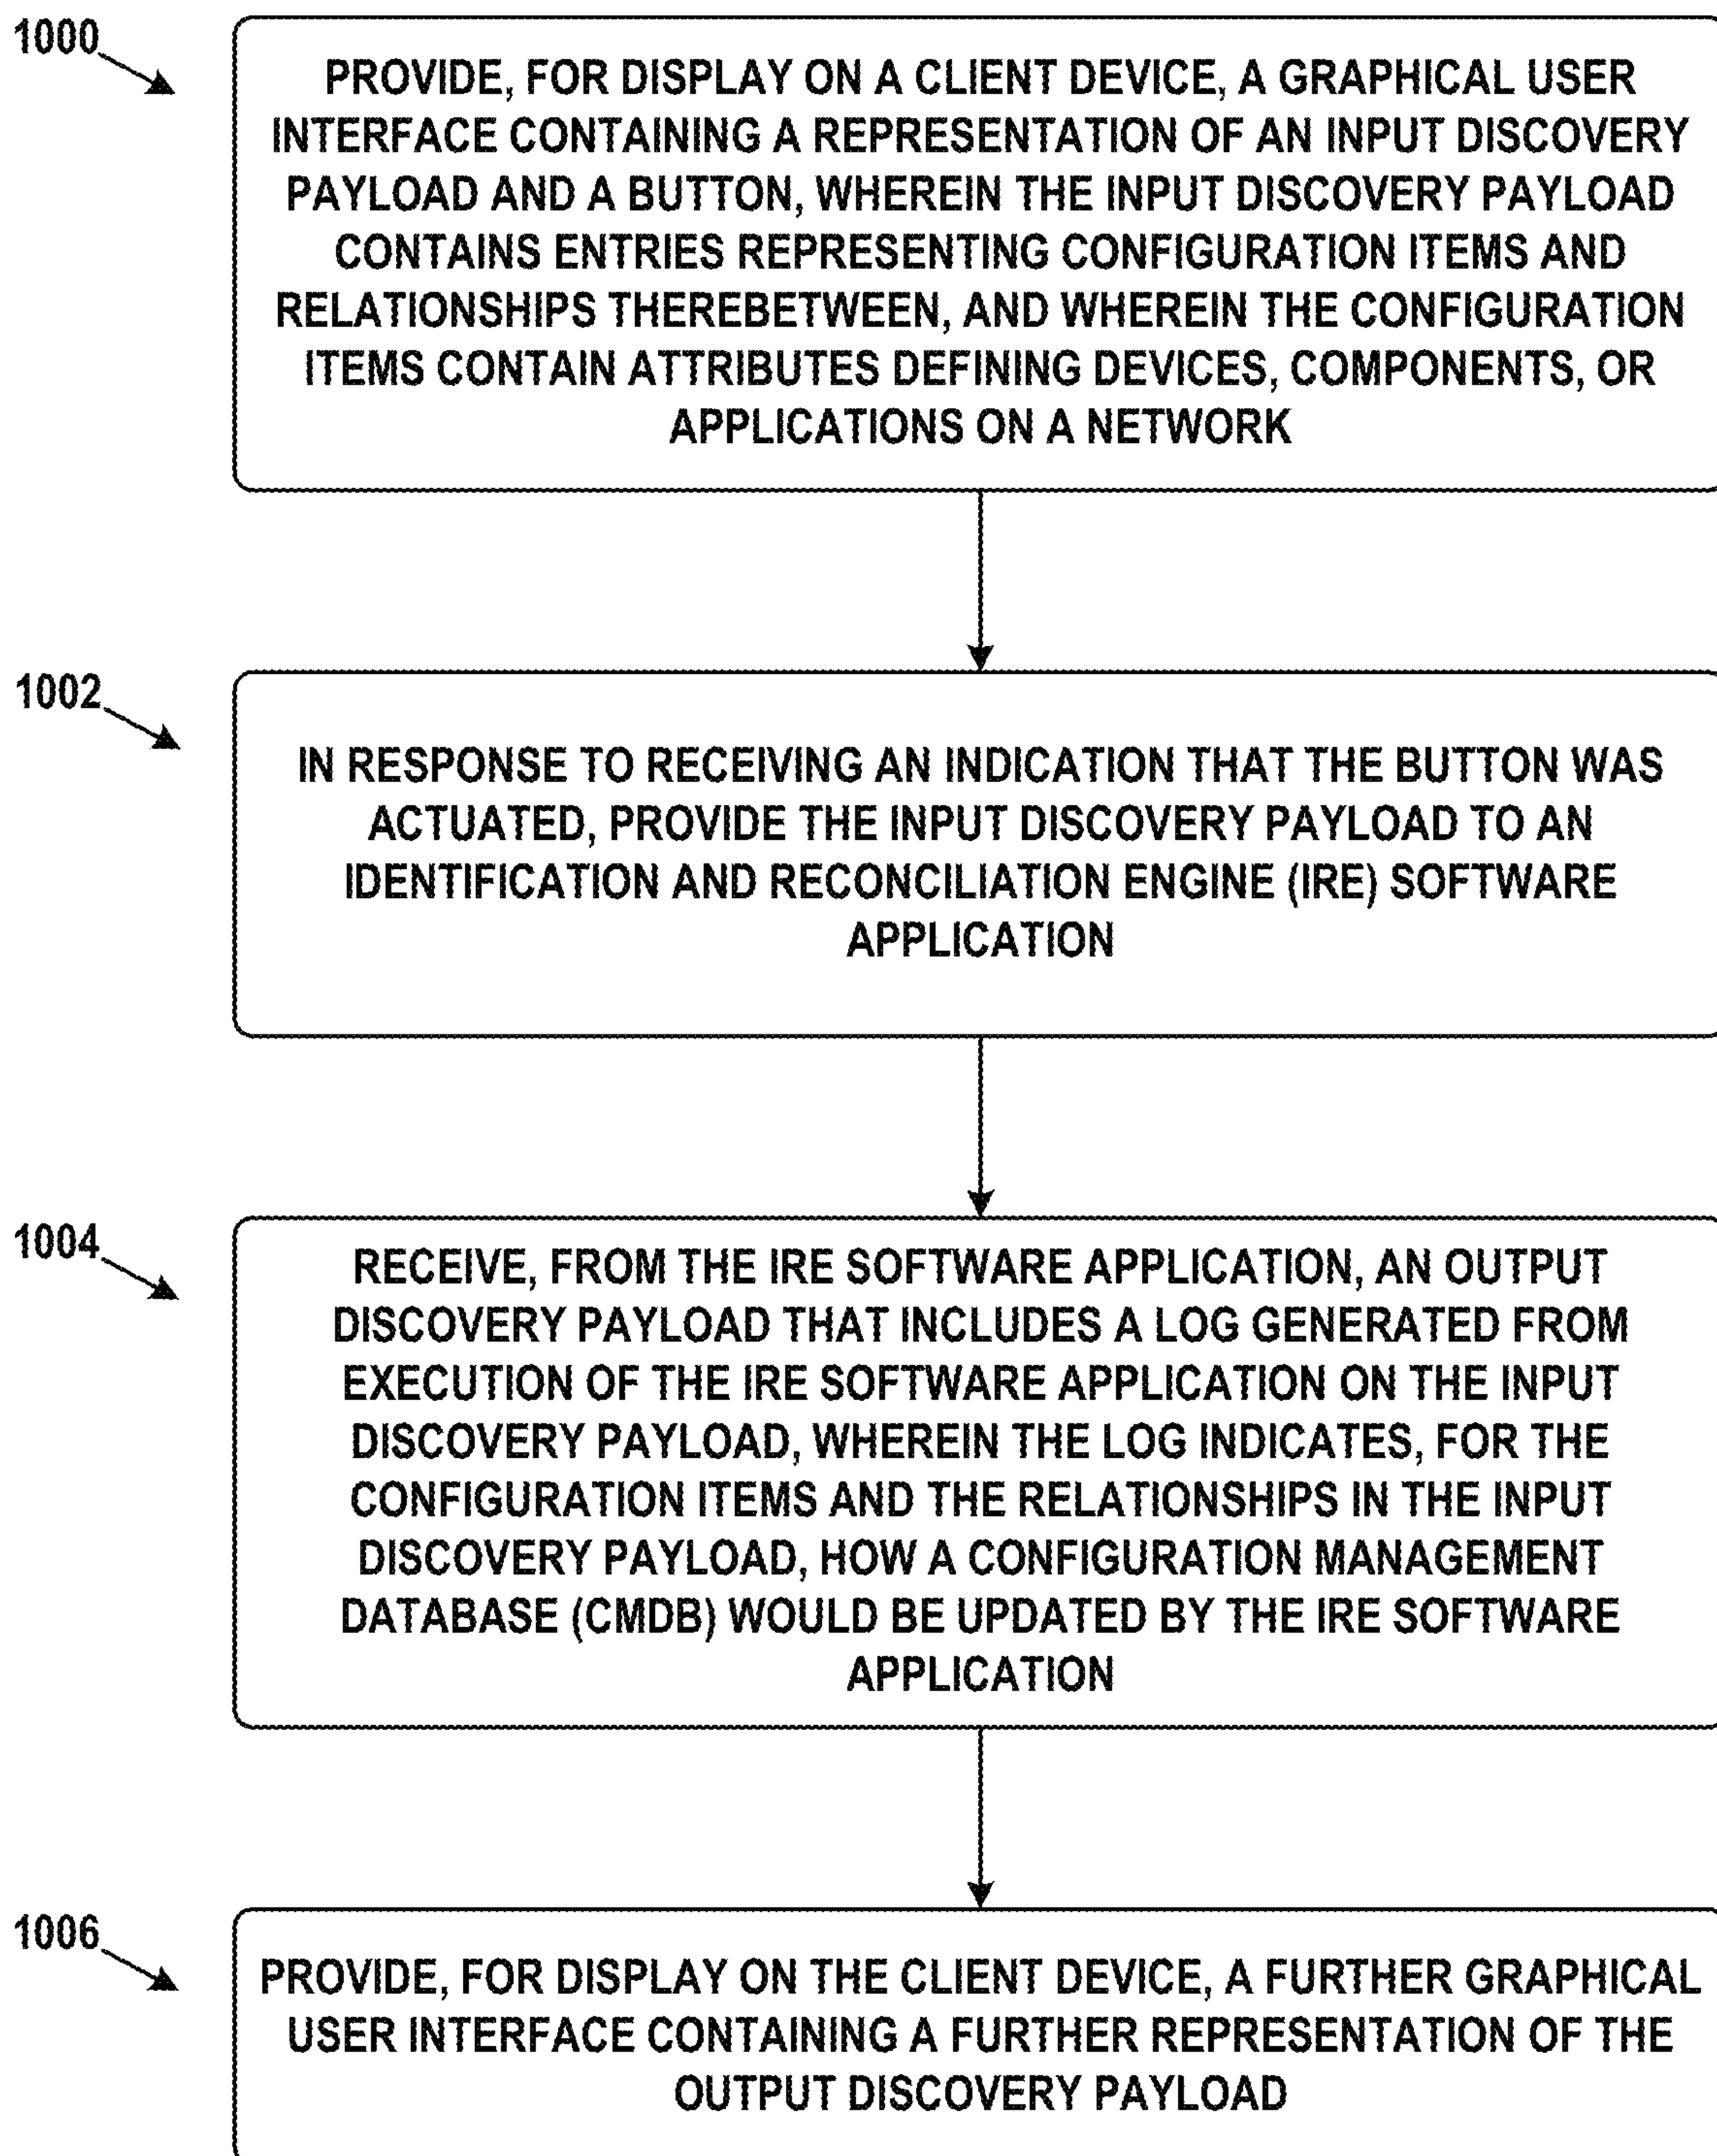 1000
PROVIDE, FOR DISPLAY ON A CLIENT DEVICE, A GRAPHICAL USER
INTERFACE CONTAINING A REPRESENTATION OF AN INPUT DISCOVERY
PAYLOAD AND A BUTTON, WHEREIN THE INPUT DISCOVERY PAYLOAD
CONTAINS ENTRIES REPRESENTING CONFIGURATION ITEMS AND
RELATIONSHIPS THEREBETWEEN, AND WHEREIN THE CONFIGURATION
ITEMS CONTAIN ATTRIBUTES DEFINING DEVICES, COMPONENTS, OR
APPLICATIONS ON A NETWORK
1002
IN RESPONSE TO RECEIVING AN INDICATION THAT THE BUTTON WAS
ACTUATED, PROVIDE THE INPUT DISCOVERY PAYLOAD TO AN
IDENTIFICATION AND RECONCILIATION ENGINE (IRE) SOFTWARE
APPLICATION
1004
RECEIVE, FROM THE IRE SOFTWARE APPLICATION, AN OUTPUT
DISCOVERY PAYLOAD THAT INCLUDES A LOG GENERATED FROM
EXECUTION OF THE IRE SOFTWARE APPLICATION ON THE INPUT
DISCOVERY PAYLOAD, WHEREIN THE LOG INDICATES, FOR THE
CONFIGURATION ITEMS AND THE RELATIONSHIPS IN THE INPUT
DISCOVERY PAYLOAD, HOW A CONFIGURATION MANAGEMENT
DATABASE (CMDB) WOULD BE UPDATED BY THE IRE SOFTWARE
APPLICATION
1006
PROVIDE, FOR DISPLAY ON THE CLIENT DEVICE, A FURTHER GRAPHICAL
USER INTERFACE CONTAINING A FURTHER REPRESENTATION OF THE
OUTPUT DISCOVERY PAYLOAD